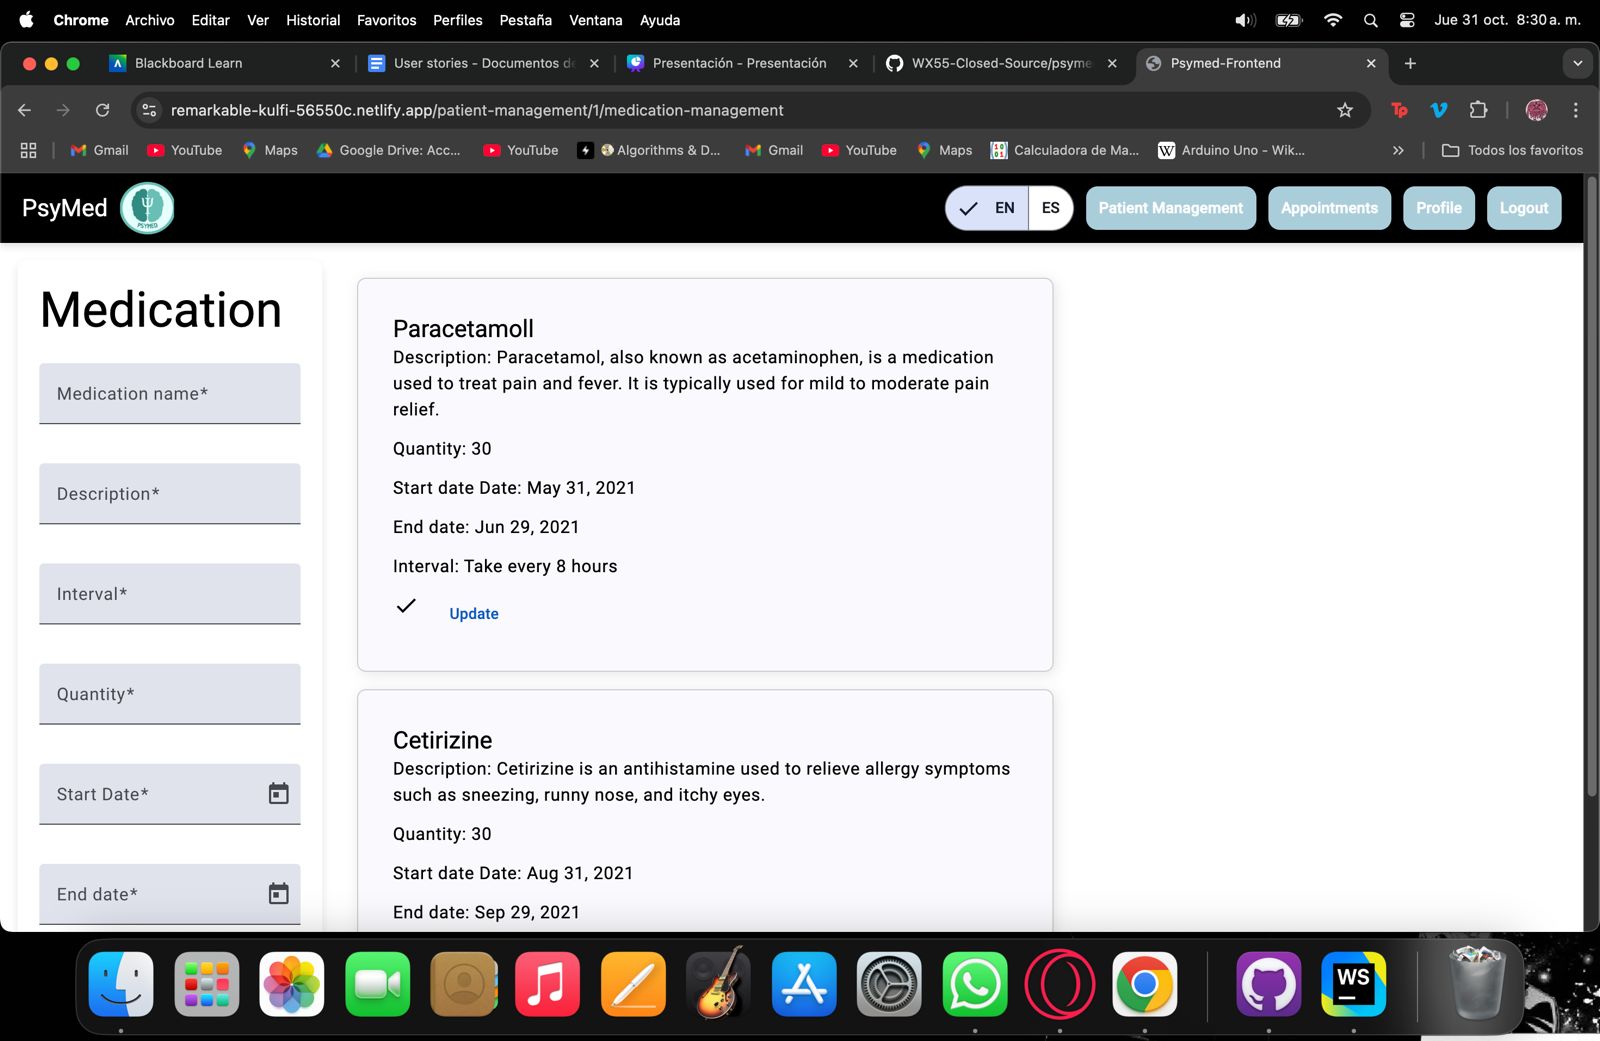 Chrome Archivo Editar Ver Historial Favoritos Perfiles Pestaña Ventana Ayuda Jue 31 oct. 8:30 a. m.
Blackboard Learn User stories - Documentos de Presentación - Presentación WX55-Closed-Source/psyme Psymed-Frontend
remarkable-kulfi-56550c.netlify.app/patient-management/1/medication-management
Gmail YouTube Maps Google Drive: Acc... YouTube Algorithms & D... Gmail YouTube Maps Calculadora de Ma... Arduino Uno - Wik... Todos los favoritos
PsyMed PSYMED EN ES Patient Management Appointments Profile Logout
Medication
Medication name*
Description*
Interval*
Quantity*
Start Date*
End date*
Paracetamoll
Description: Paracetamol, also known as acetaminophen, is a medication
used to treat pain and fever. It is typically used for mild to moderate pain
relief.
Quantity: 30
Start date Date: May 31, 2021
End date: Jun 29, 2021
Interval: Take every 8 hours
Update
Cetirizine
Description: Cetirizine is an antihistamine used to relieve allergy symptoms
such as sneezing, runny nose, and itchy eyes.
Quantity: 30
Start date Date: Aug 31, 2021
End date: Sep 29, 2021
WS